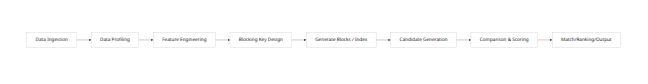 Data Ingestion
Data Profiling
Feature Engineering
Blocking Key Design
Generate Blocks / Index
Candidate Generation
Comparison & Scoring
Match/Ranking/Output